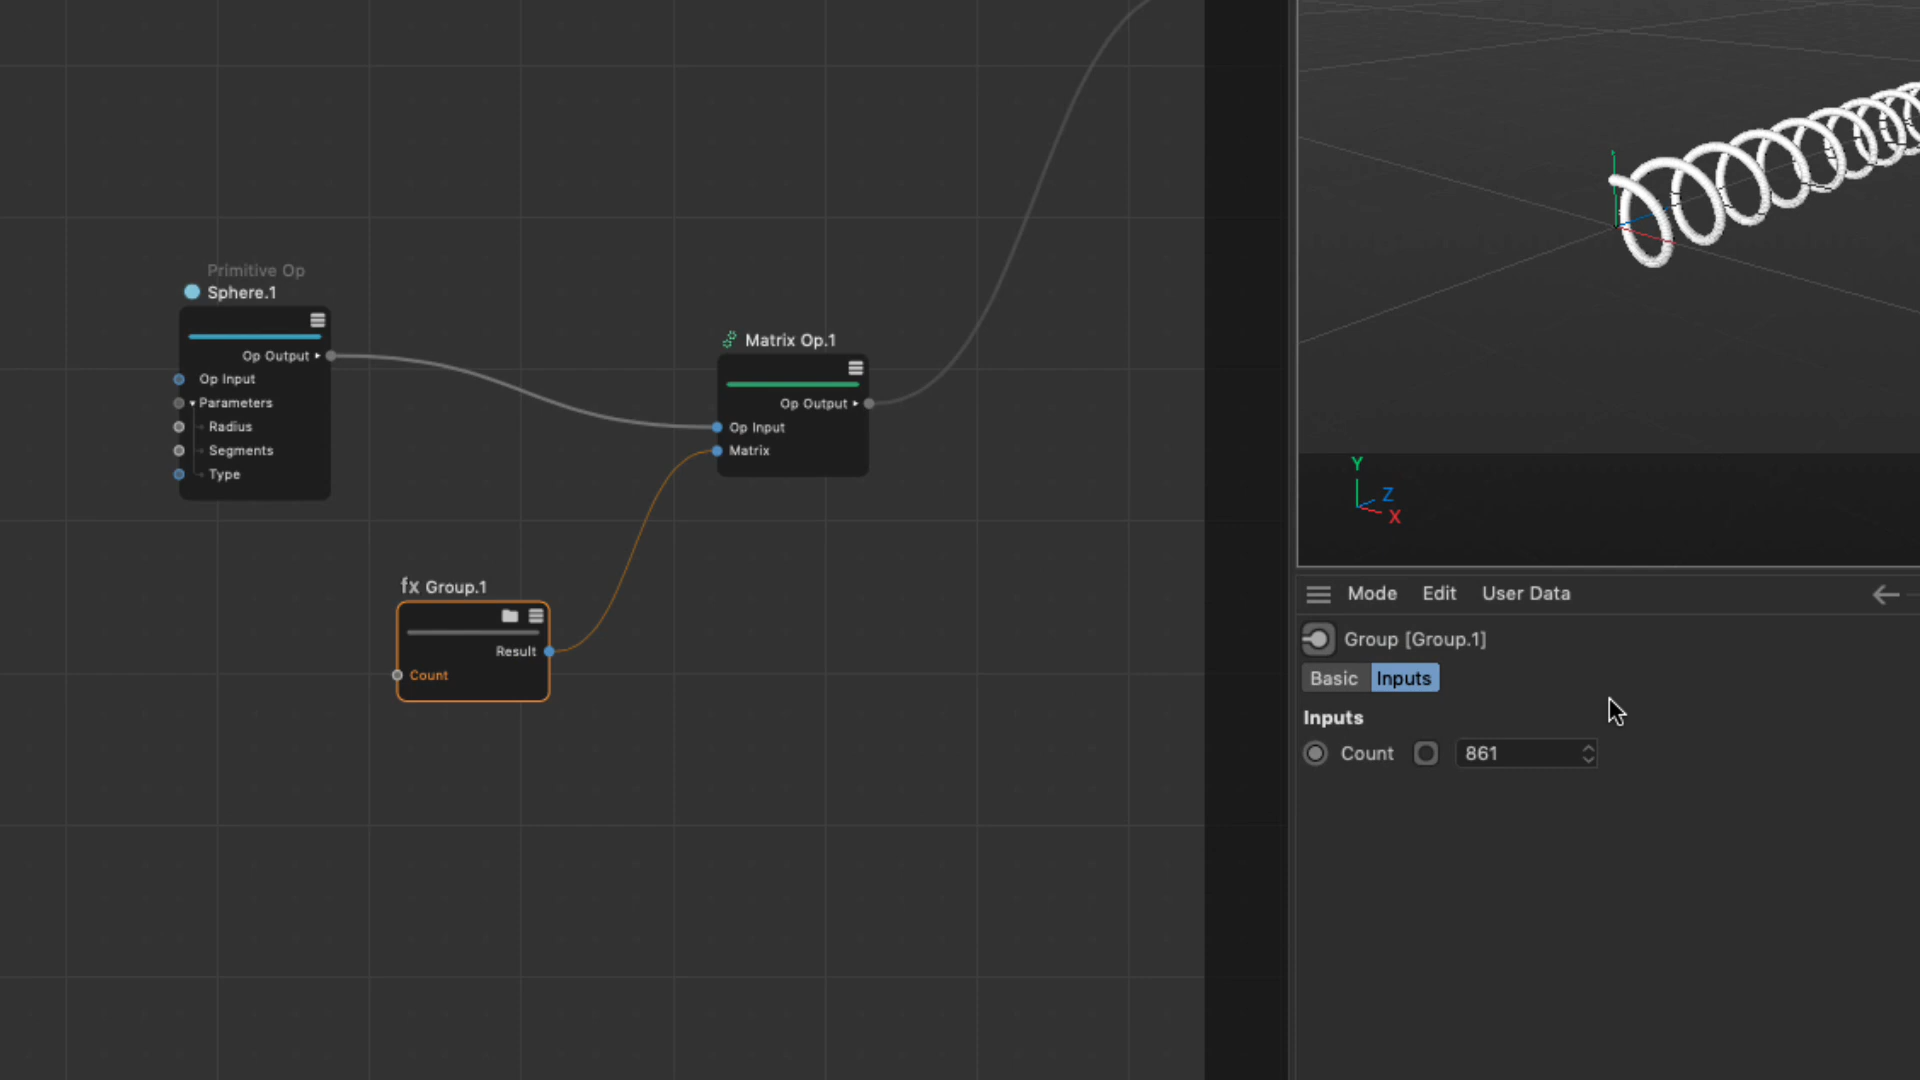 Primitive Op
Sphere.1
Op Output
Op Input
Parameters
Radius
Segments
Type
Matrix Op.1
Op Output
Op Input
Matrix
fx Group.1
Result
Count
Y
Z
X
Mode Edit User Data
Group [Group.1]
Basic Inputs
Inputs
Count 861